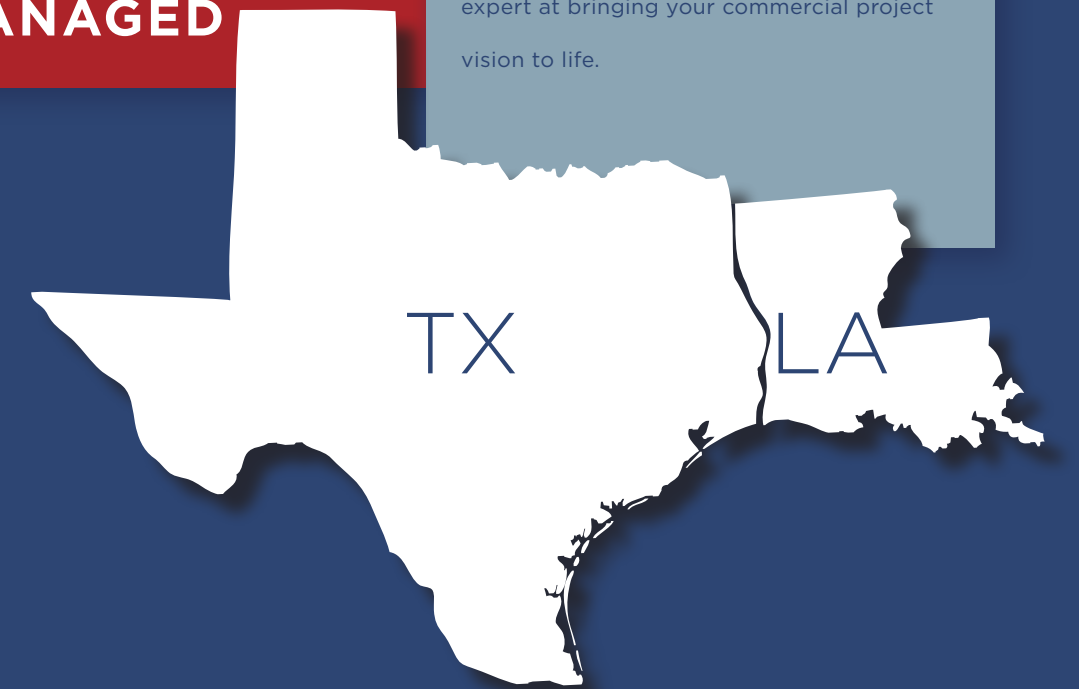 ANAGED
expert at bringing your commercial project
vision to life.
TX
LA